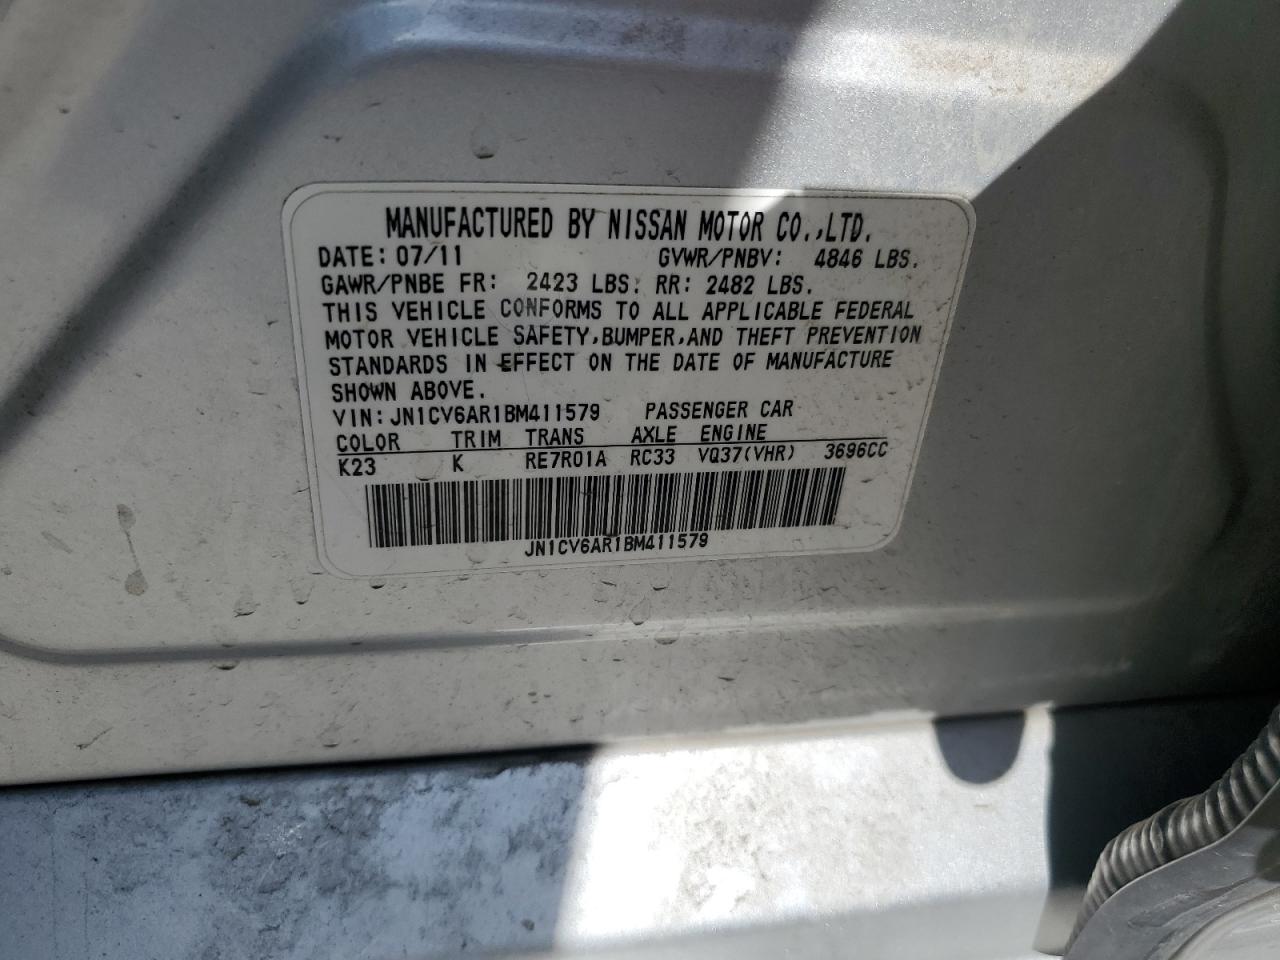 MANUFACTURED BY NISSAN MOTOR CO.,LTD.
DATE: 07/11 GVWR/PNBV: 4846 LBS.
GAWR/PNBE FR: 2423 LBS. RR: 2482 LBS.
THIS VEHICLE CONFORMS TO ALL APPLICABLE FEDERAL
MOTOR VEHICLE SAFETY,BUMPER,AND THEFT PREVENTION
STANDARDS IN EFFECT ON THE DATE OF MANUFACTURE
SHOWN ABOVE.
VIN:JN1CV6AR1BM411579 PASSENGER CAR
COLOR TRIM TRANS AXLE ENGINE
K23 K RE7R01A RC33 VQ37(VHR) 3696CC
JN1CV6AR1BM411579